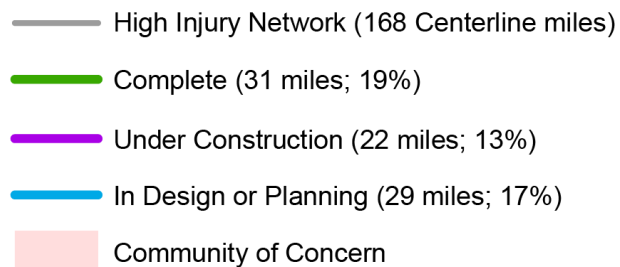 High Injury Network (168 Centerline miles)
Complete (31 miles; 19%)
Under Construction (22 miles; 13%)
In Design or Planning (29 miles; 17%)
Community of Concern